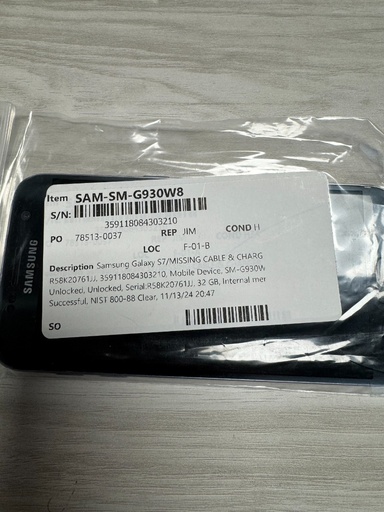 Item SAM-SM-G930W8
S/N:
359118084303210
PO 78513-0037 REP JIM COND
LOC F-01-B
Description Samsung Galaxy S7/MISSING CABLE & CHARG
R58K20761JJ, 359118084303210, Mobile Device, SM-G930W
Unlocked, Unlocked, Serial:R58K20761JJ, 32 GB, Internal
Successful, NIST 800-88 Clear, 11/13/24 20:47
SO
SAMSUNG